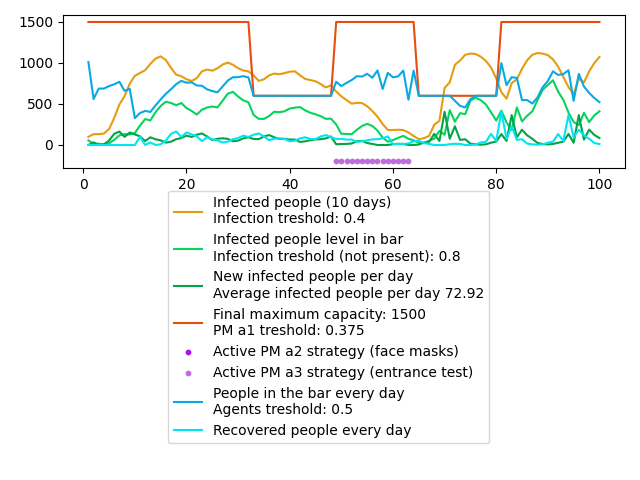 1500
1000
500
0
0 20 40 60 80 100
Infected people (10 days)
Infection treshold: 0.4
Infected people level in bar
Infection treshold (not present): 0.8
New infected people per day
Average infected people per day 72.92
Final maximum capacity: 1500
PM a1 treshold: 0.375
Active PM a2 strategy (face masks)
Active PM a3 strategy (entrance test)
People in the bar every day
Agents treshold: 0.5
Recovered people every day